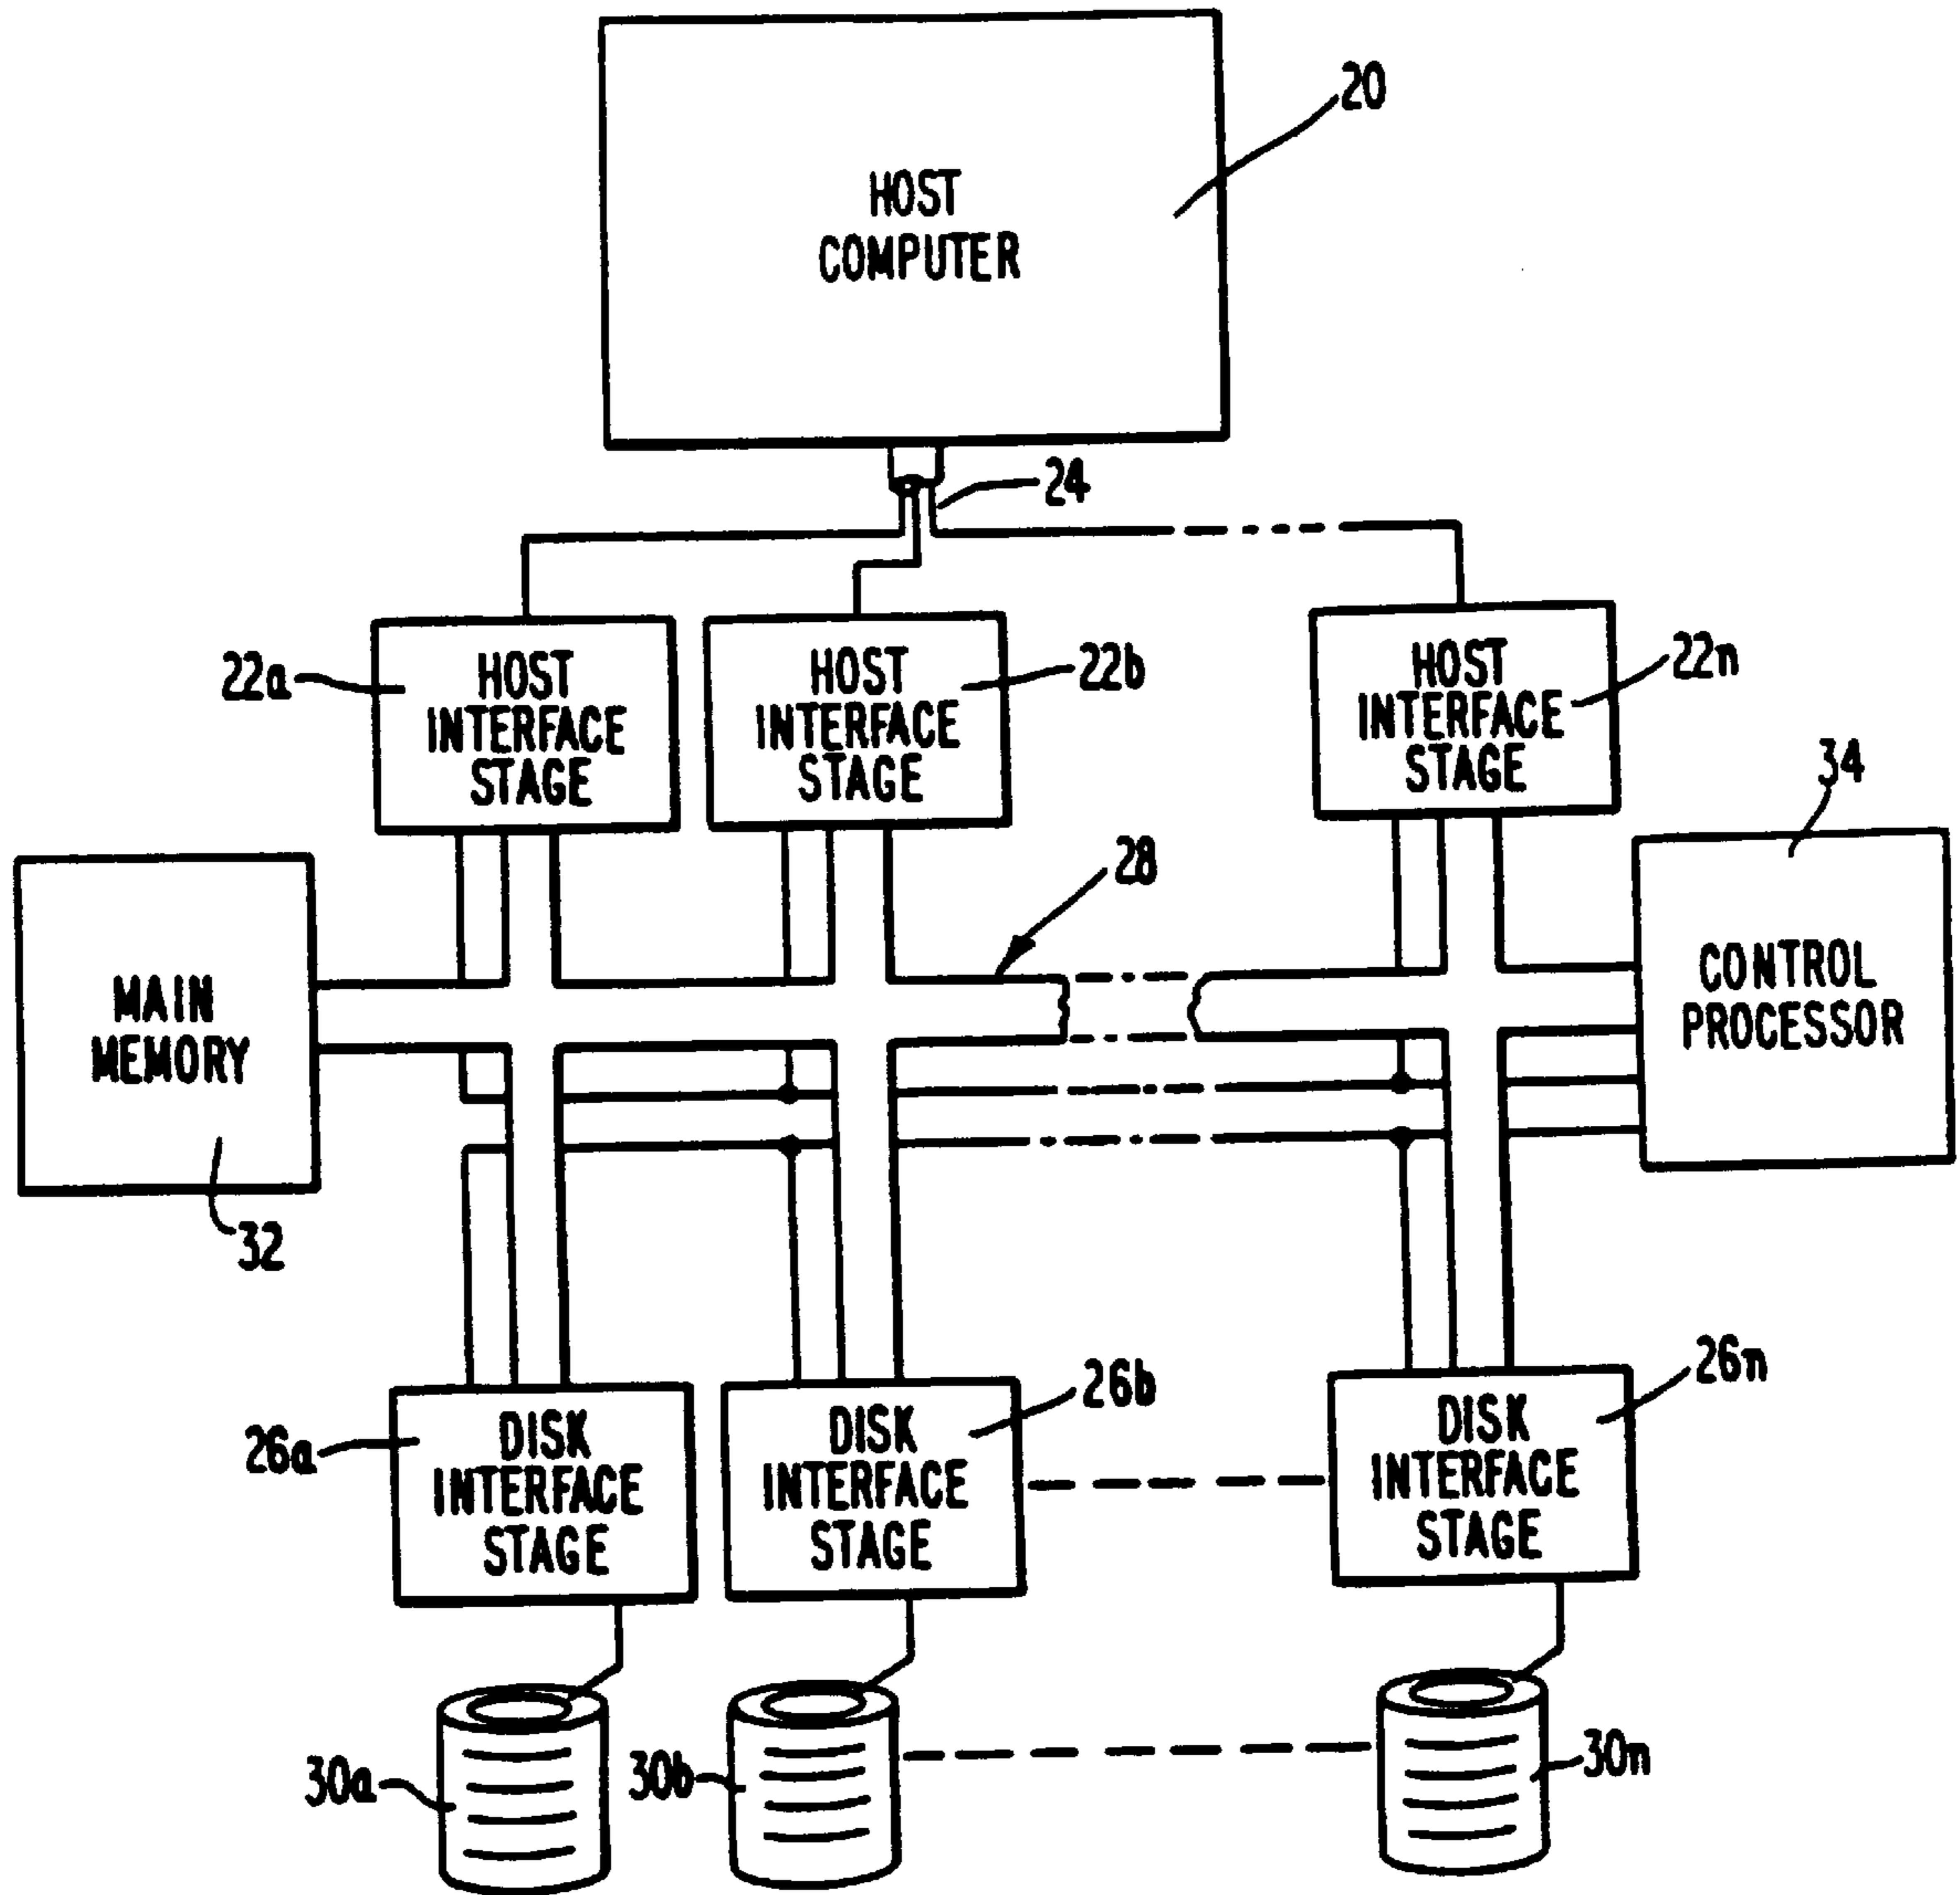 20
HOST
COMPUTER
24
22a
HOST
INTERFACE
STAGE
HOST
INTERFACE
STAGE
22b
HOST
INTERFACE
STAGE
22n
34
28
MAIN
MEMORY
CONTROL
PROCESSOR
32
26a
DISK
INTERFACE
STAGE
DISK
INTERFACE
STAGE
26b
DISK
INTERFACE
STAGE
26n
30a
30b
30n